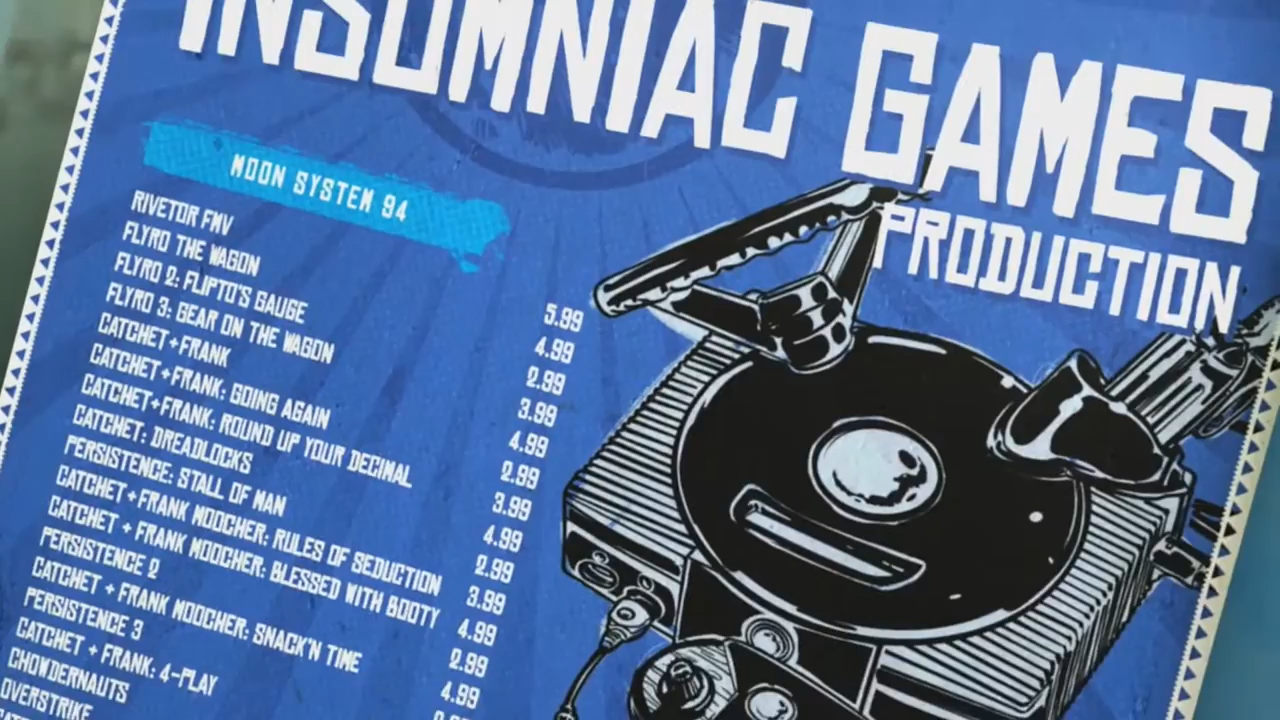 INSOMNIAC GAMES
PRODUCTION
MOON SYSTEM 94
RIVETOR FMV 5.99
FLYRO THE WAGON 4.99
FLYRO 2: FLIPTO'S GAUGE 2.99
FLYRO 3: GEAR ON THE WAGON 3.99
CATCHET+FRANK 4.99
CATCHET+FRANK: GOING AGAIN 2.99
CATCHET+FRANK: ROUND UP YOUR DECIMAL 3.99
CATCHET: DREADLOCKS 4.99
PERSISTENCE: STALL OF MAN 2.99
CATCHET+FRANK MOOCHER: RULES OF SEDUCTION 3.99
CATCHET + FRANK MOOCHER: BLESSED WITH BOOTY 4.99
PERSISTENCE 2 2.99
CATCHET + FRANK MOOCHER: SNACK'N TIME 4.99
PERSISTENCE 3
CATCHET + FRANK: 4-PLAY
CHOWDERNAUTS
OVERSTRIKE